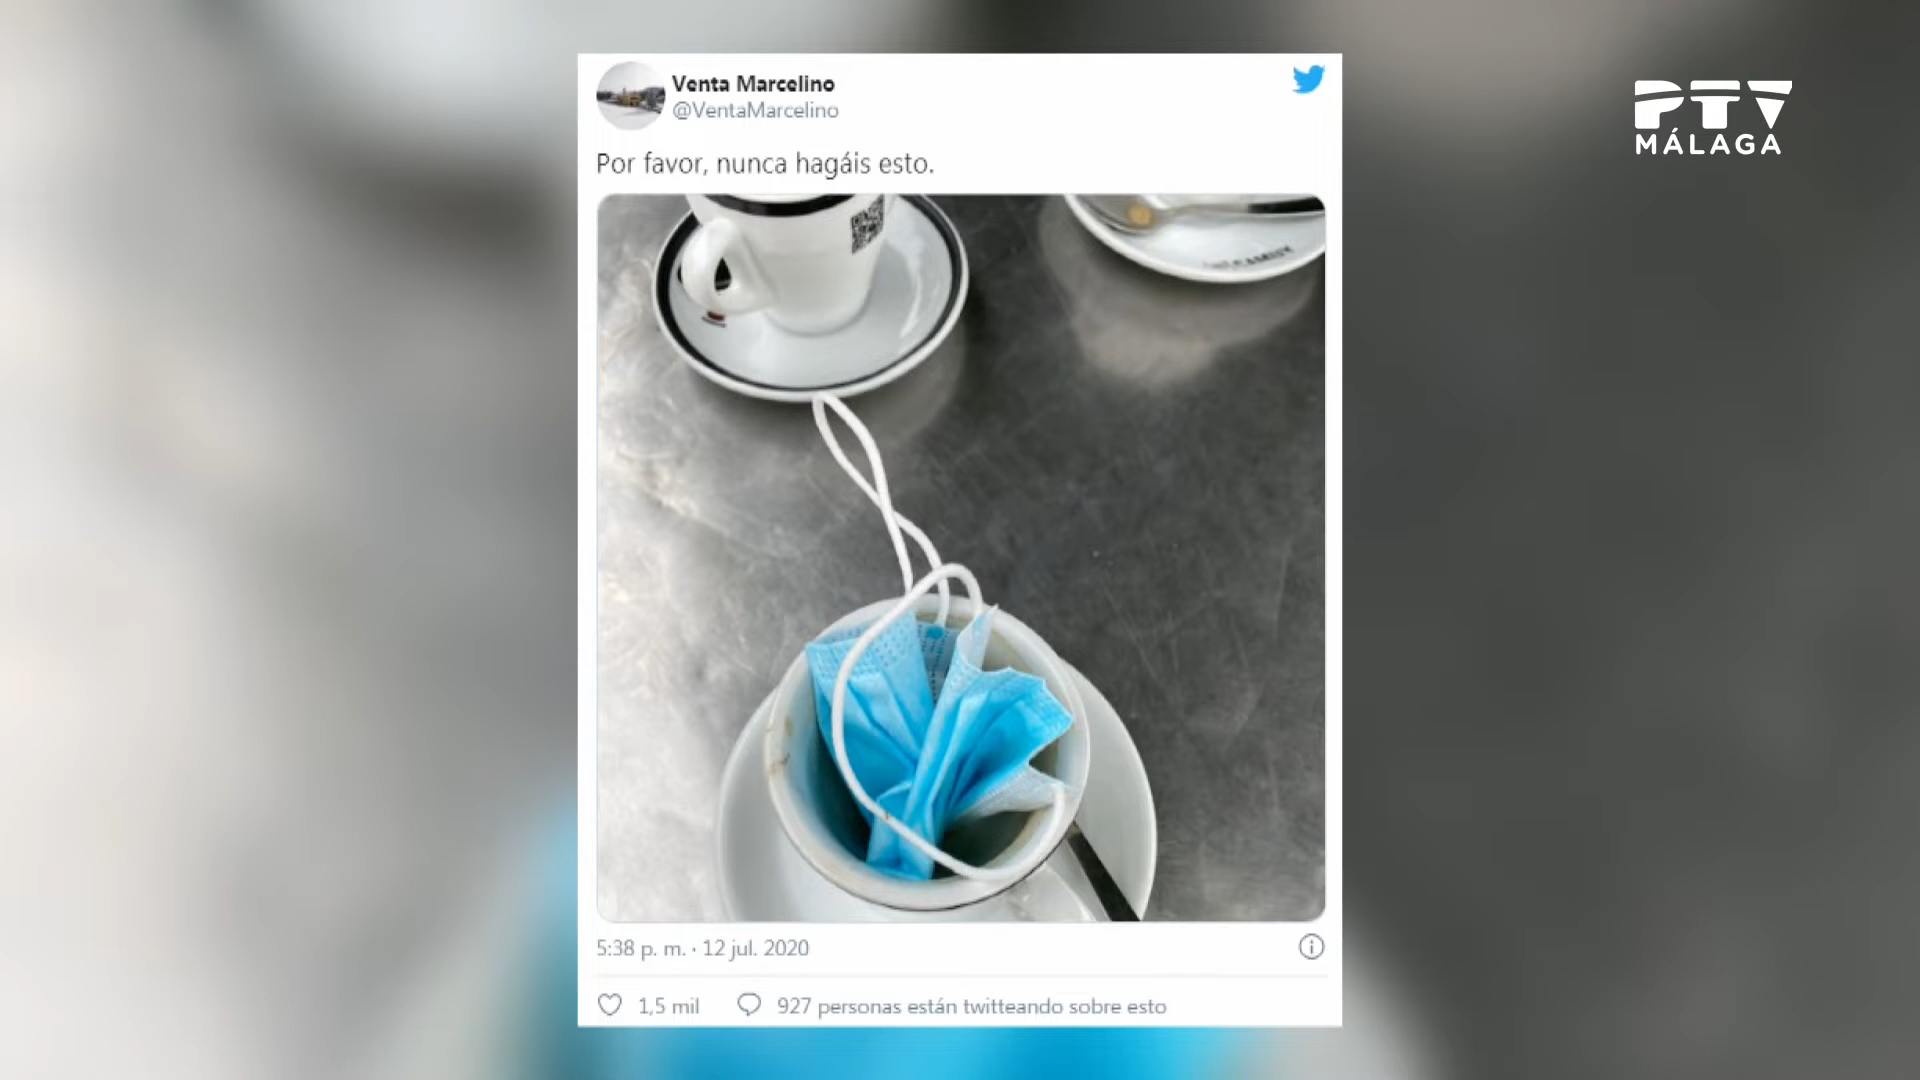 Venta Marcelino
@VentaMarcelino
PTV
MÁLAGA
Por favor, nunca hagáis esto.
5:38 p. m. · 12 jul. 2020
1,5 mil
927 personas están twitteando sobre esto